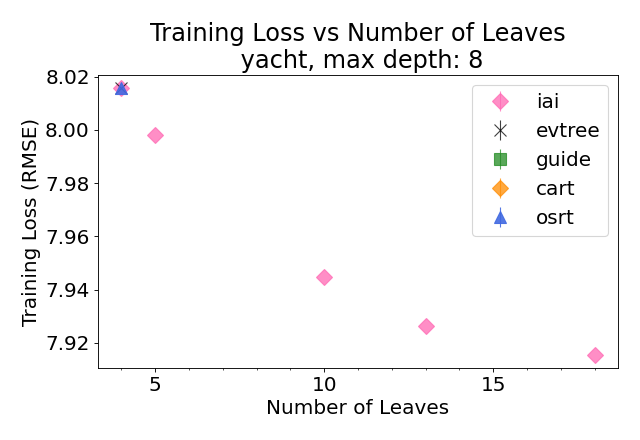 Training Loss vs Number of Leaves
yacht, max depth: 8
8.02
8.00
7.98
7.96
7.94
7.92
Training Loss (RMSE)
iai
evtree
guide
cart
osrt
5
10
15
Number of Leaves